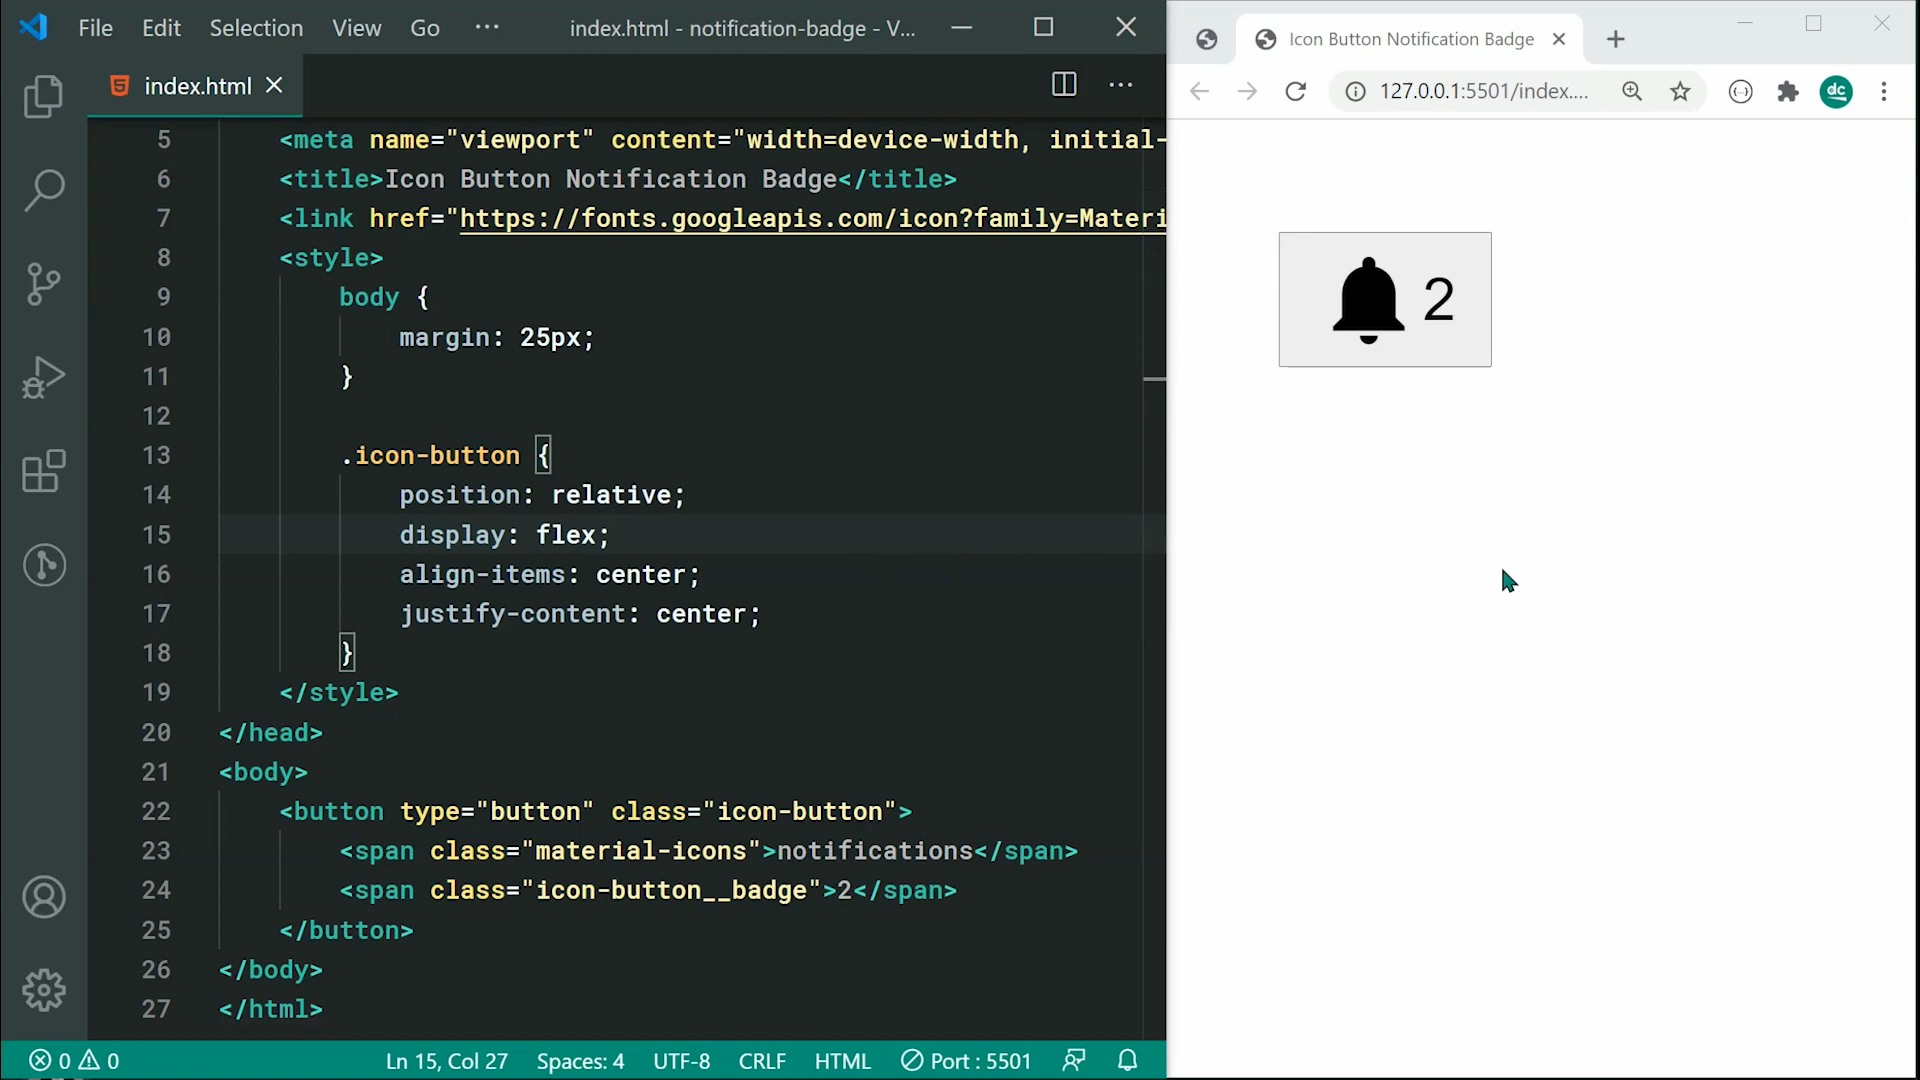 File Edit Selection View Go ··· index.html - notification-badge - V...
index.html
5 <meta name="viewport" content="width=device-width, initial-
6 <title>Icon Button Notification Badge</title>
7 <link href="https://fonts.googleapis.com/icon?family=Materi
8 <style>
9 body {
10 margin: 25px;
11 }
12
13 .icon-button {
14 position: relative;
15 display: flex;
16 align-items: center;
17 justify-content: center;
18 }
19 </style>
20 </head>
21 <body>
22 <button type="button" class="icon-button">
23 <span class="material-icons">notifications</span>
24 <span class="icon-button__badge">2</span>
25 </button>
26 </body>
27 </html>
0 0 Ln 15, Col 27 Spaces: 4 UTF-8 CRLF HTML Port : 5501
Icon Button Notification Badge
127.0.0.1:5501/index....
dc
2